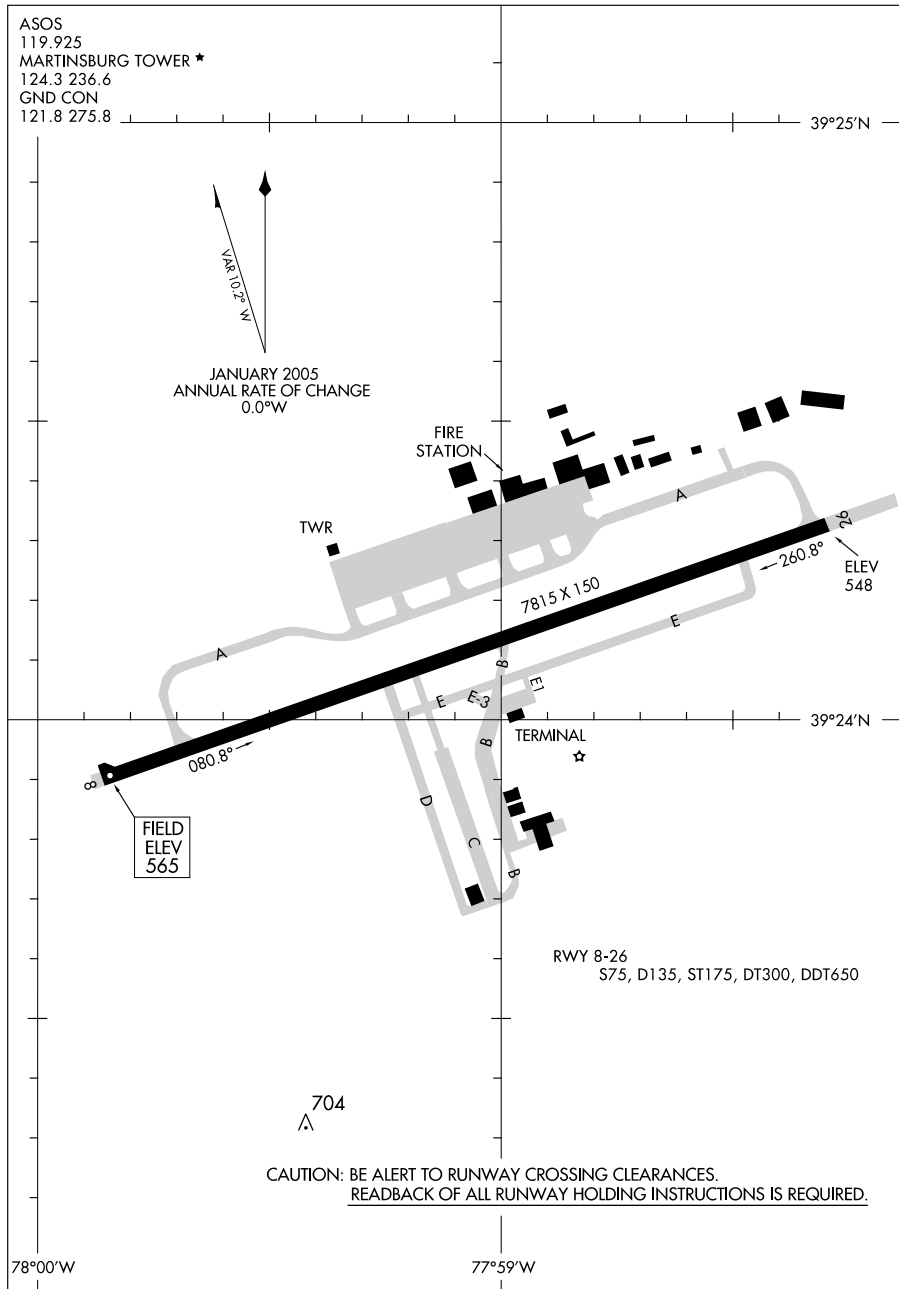 ASOS
119.925
MARTINSBURG TOWER ★
124.3 236.6
GND CON
121.8 275.8
39°25'N
VAR 10.2° W
JANUARY 2005
ANNUAL RATE OF CHANGE
0.0°W
FIRE
STATION
A
TWR
26
260.8°
ELEV
548
7815 X 150
E
A
B
E1
E
E-3
39°24'N
TERMINAL
B
080.8°
8
D
FIELD
ELEV
565
C
B
RWY 8-26
S75, D135, ST175, DT300, DDT650
704
CAUTION: BE ALERT TO RUNWAY CROSSING CLEARANCES.
READBACK OF ALL RUNWAY HOLDING INSTRUCTIONS IS REQUIRED.
78°00'W
77°59'W